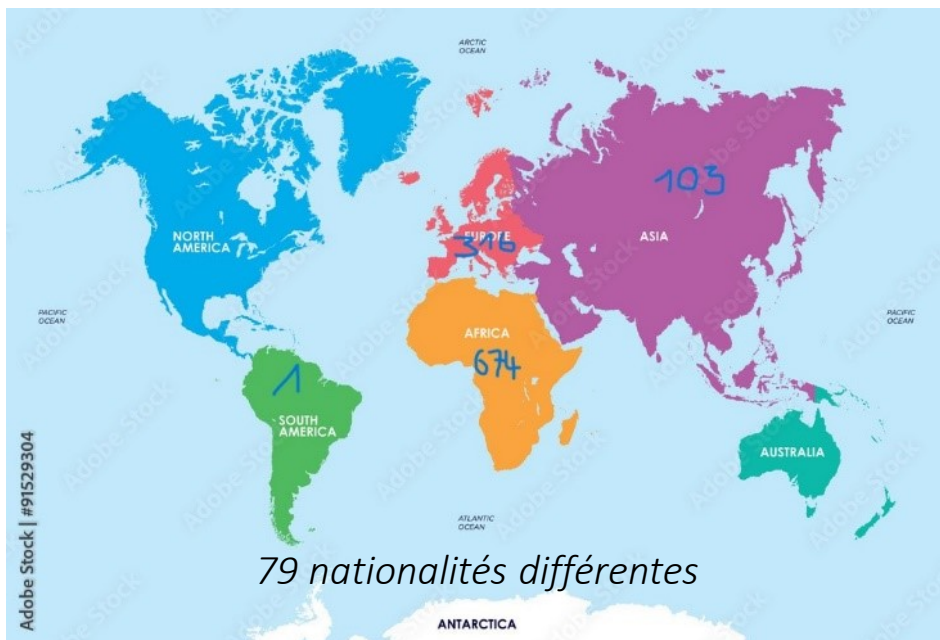 ARCTIC
OCEAN
103
NORTH
AMERICA
EUROPE
316
ASIA
PACIFIC
OCEAN
PACIFIC
OCEAN
AFRICA
674
1
SOUTH
AMERICA
AUSTRALIA
ATLANTIC
OCEAN
79 nationalités différentes
ANTARCTICA
Adobe Stock | #91529304